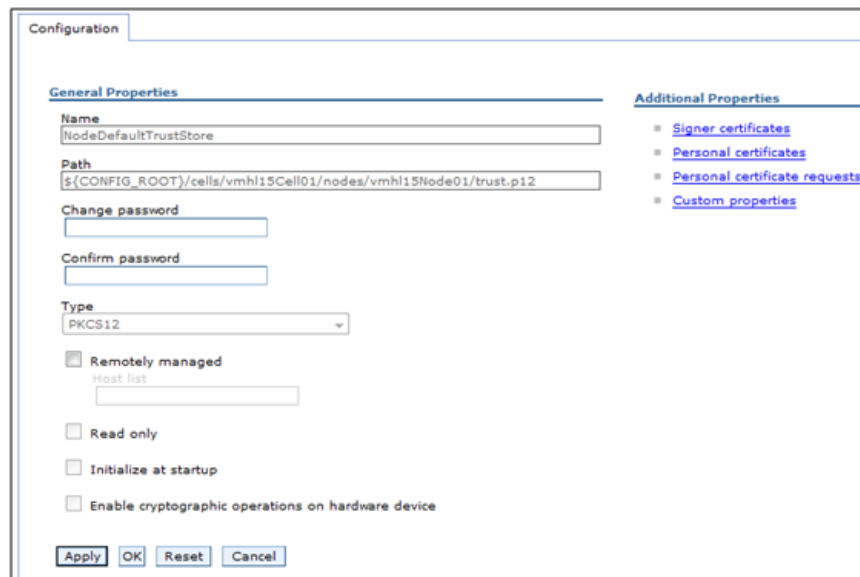 Configuration
General Properties
Name
NodeDefaultTrustStore
Path
${CONFIG_ROOT}/cells/vmhl15Cell01/nodes/vmhl15Node01/trust.p12
Change password
Confirm password
Type
PKCS12
Remotely managed
Host list
Read only
Initialize at startup
Enable cryptographic operations on hardware device
Apply OK Reset Cancel
Additional Properties
Signer certificates
Personal certificates
Personal certificate requests
Custom properties